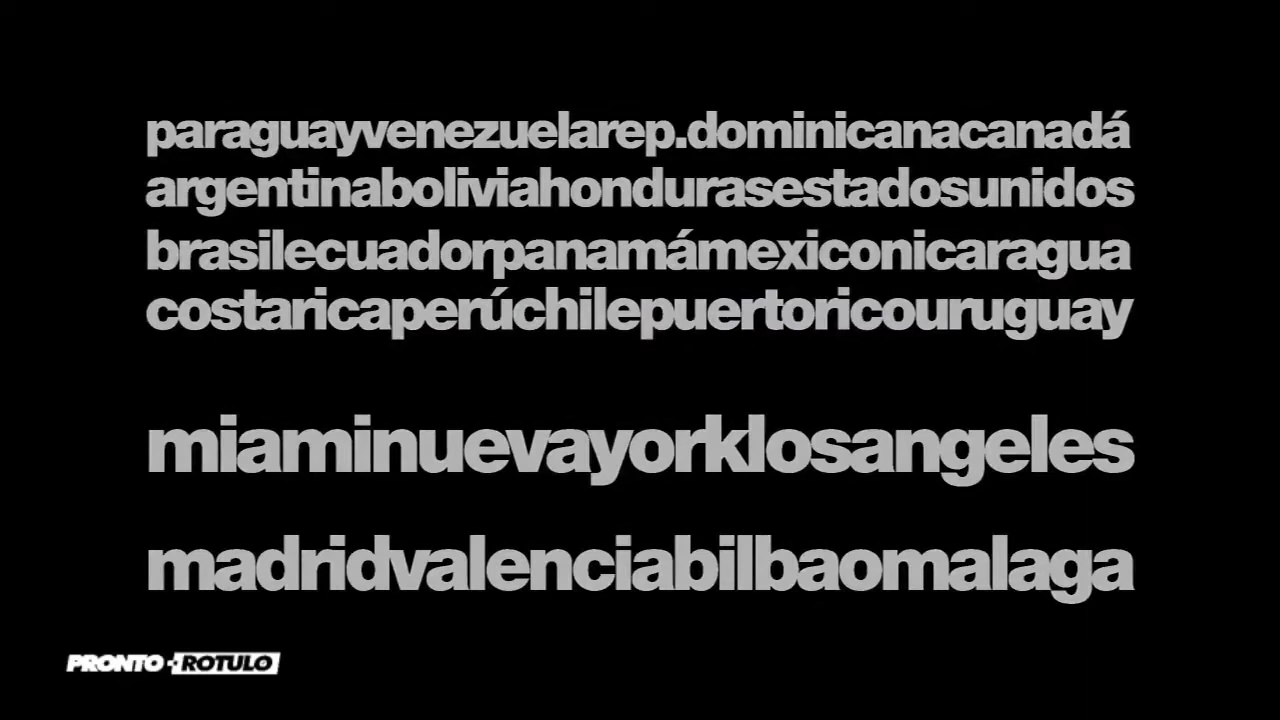 paraguayvenezuelarep.dominicanacanadá
argentinaboliviahondurasestadosunidos
brasilecuadorpanamámexiconicaragua
costaricaperúchilepuertoricouruguay
miaminuevayorklosangeles
madridvalenciabilbaomalaga
PRONTO ROTULO